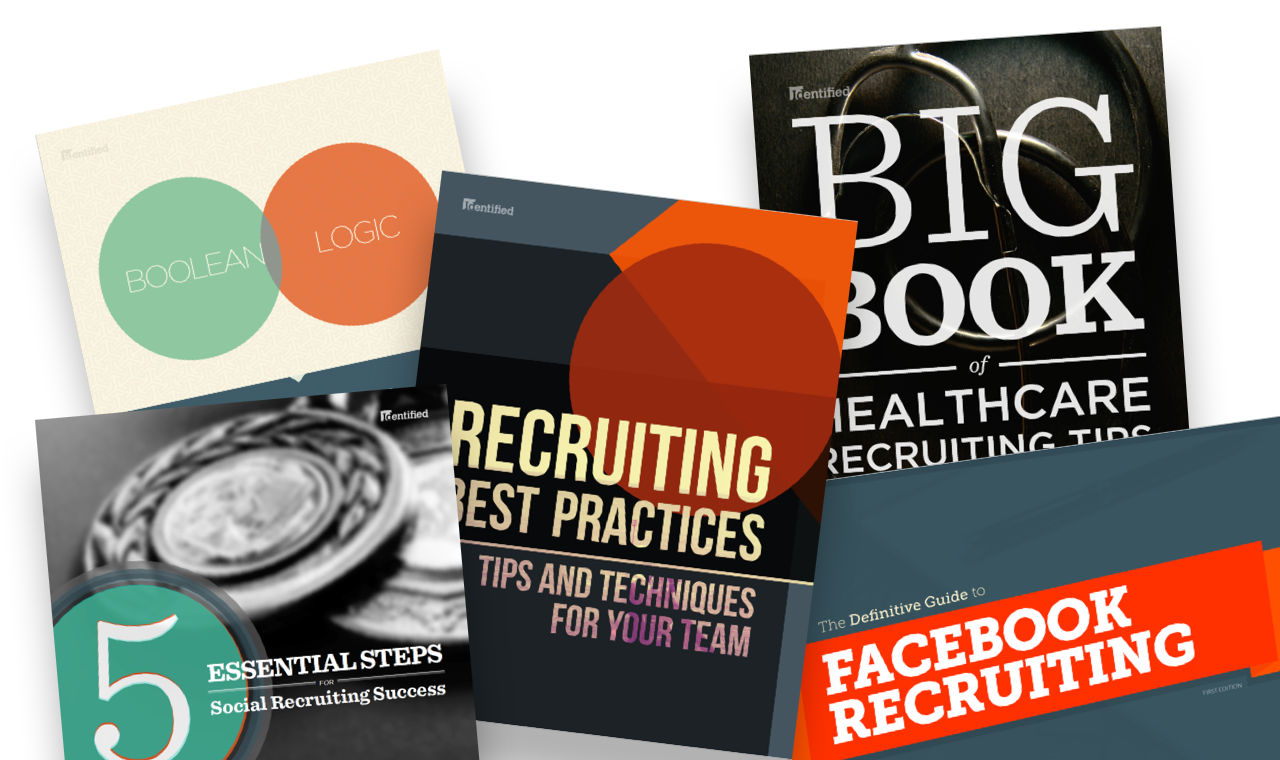 Identified
BOOLEAN LOGIC
Identified
RECRUITING
BEST PRACTICES
TIPS AND TECHNIQUES
FOR YOUR TEAM
Identified
BIG
BOOK
of
HEALTHCARE
RECRUITING TIPS
Identified
5
ESSENTIAL STEPS
FOR
Social Recruiting Success
The Definitive Guide to
FACEBOOK
RECRUITING
FIRST EDITION